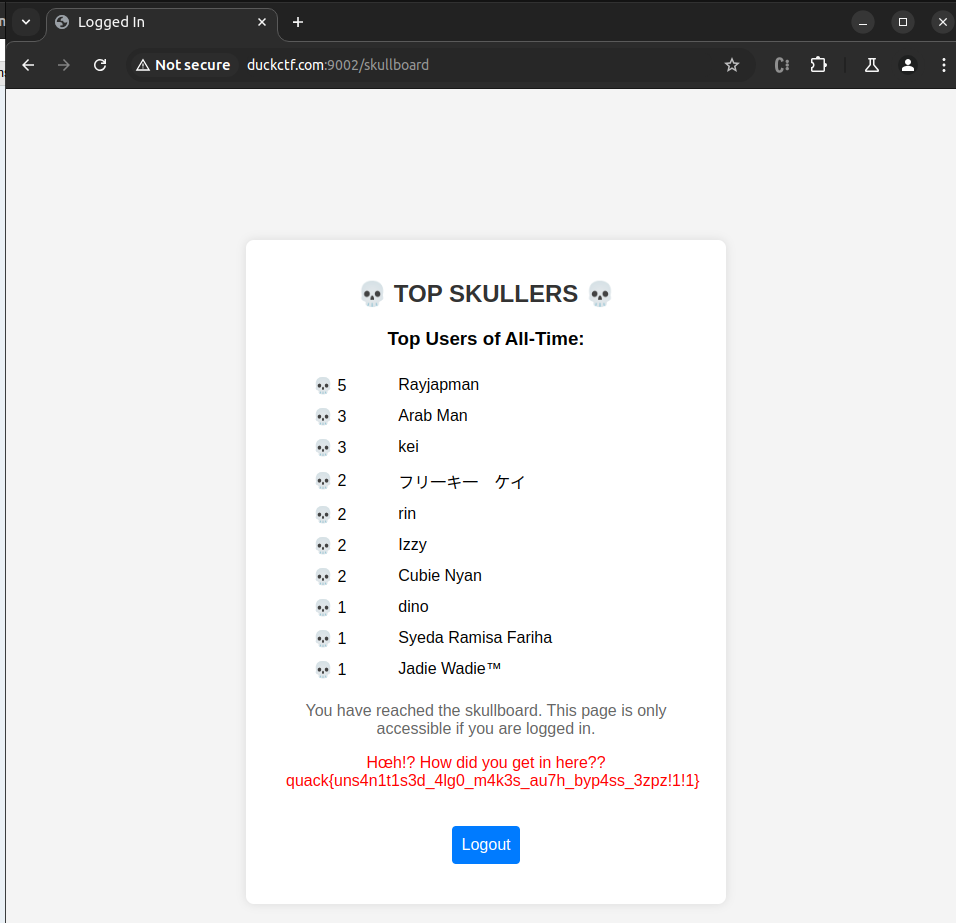 Logged In
Not secure duckctf.com:9002/skullboard
💀 TOP SKULLERS 💀
Top Users of All-Time:
💀 5 Rayjapman
💀 3 Arab Man
💀 3 kei
💀 2 フリーキー　ケイ
💀 2 rin
💀 2 Izzy
💀 2 Cubie Nyan
💀 1 dino
💀 1 Syeda Ramisa Fariha
💀 1 Jadie Wadie™
You have reached the skullboard. This page is only
accessible if you are logged in.
Hœh!? How did you get in here??
quack{uns4n1t1s3d_4lg0_m4k3s_au7h_byp4ss_3zpz!1!1}
Logout